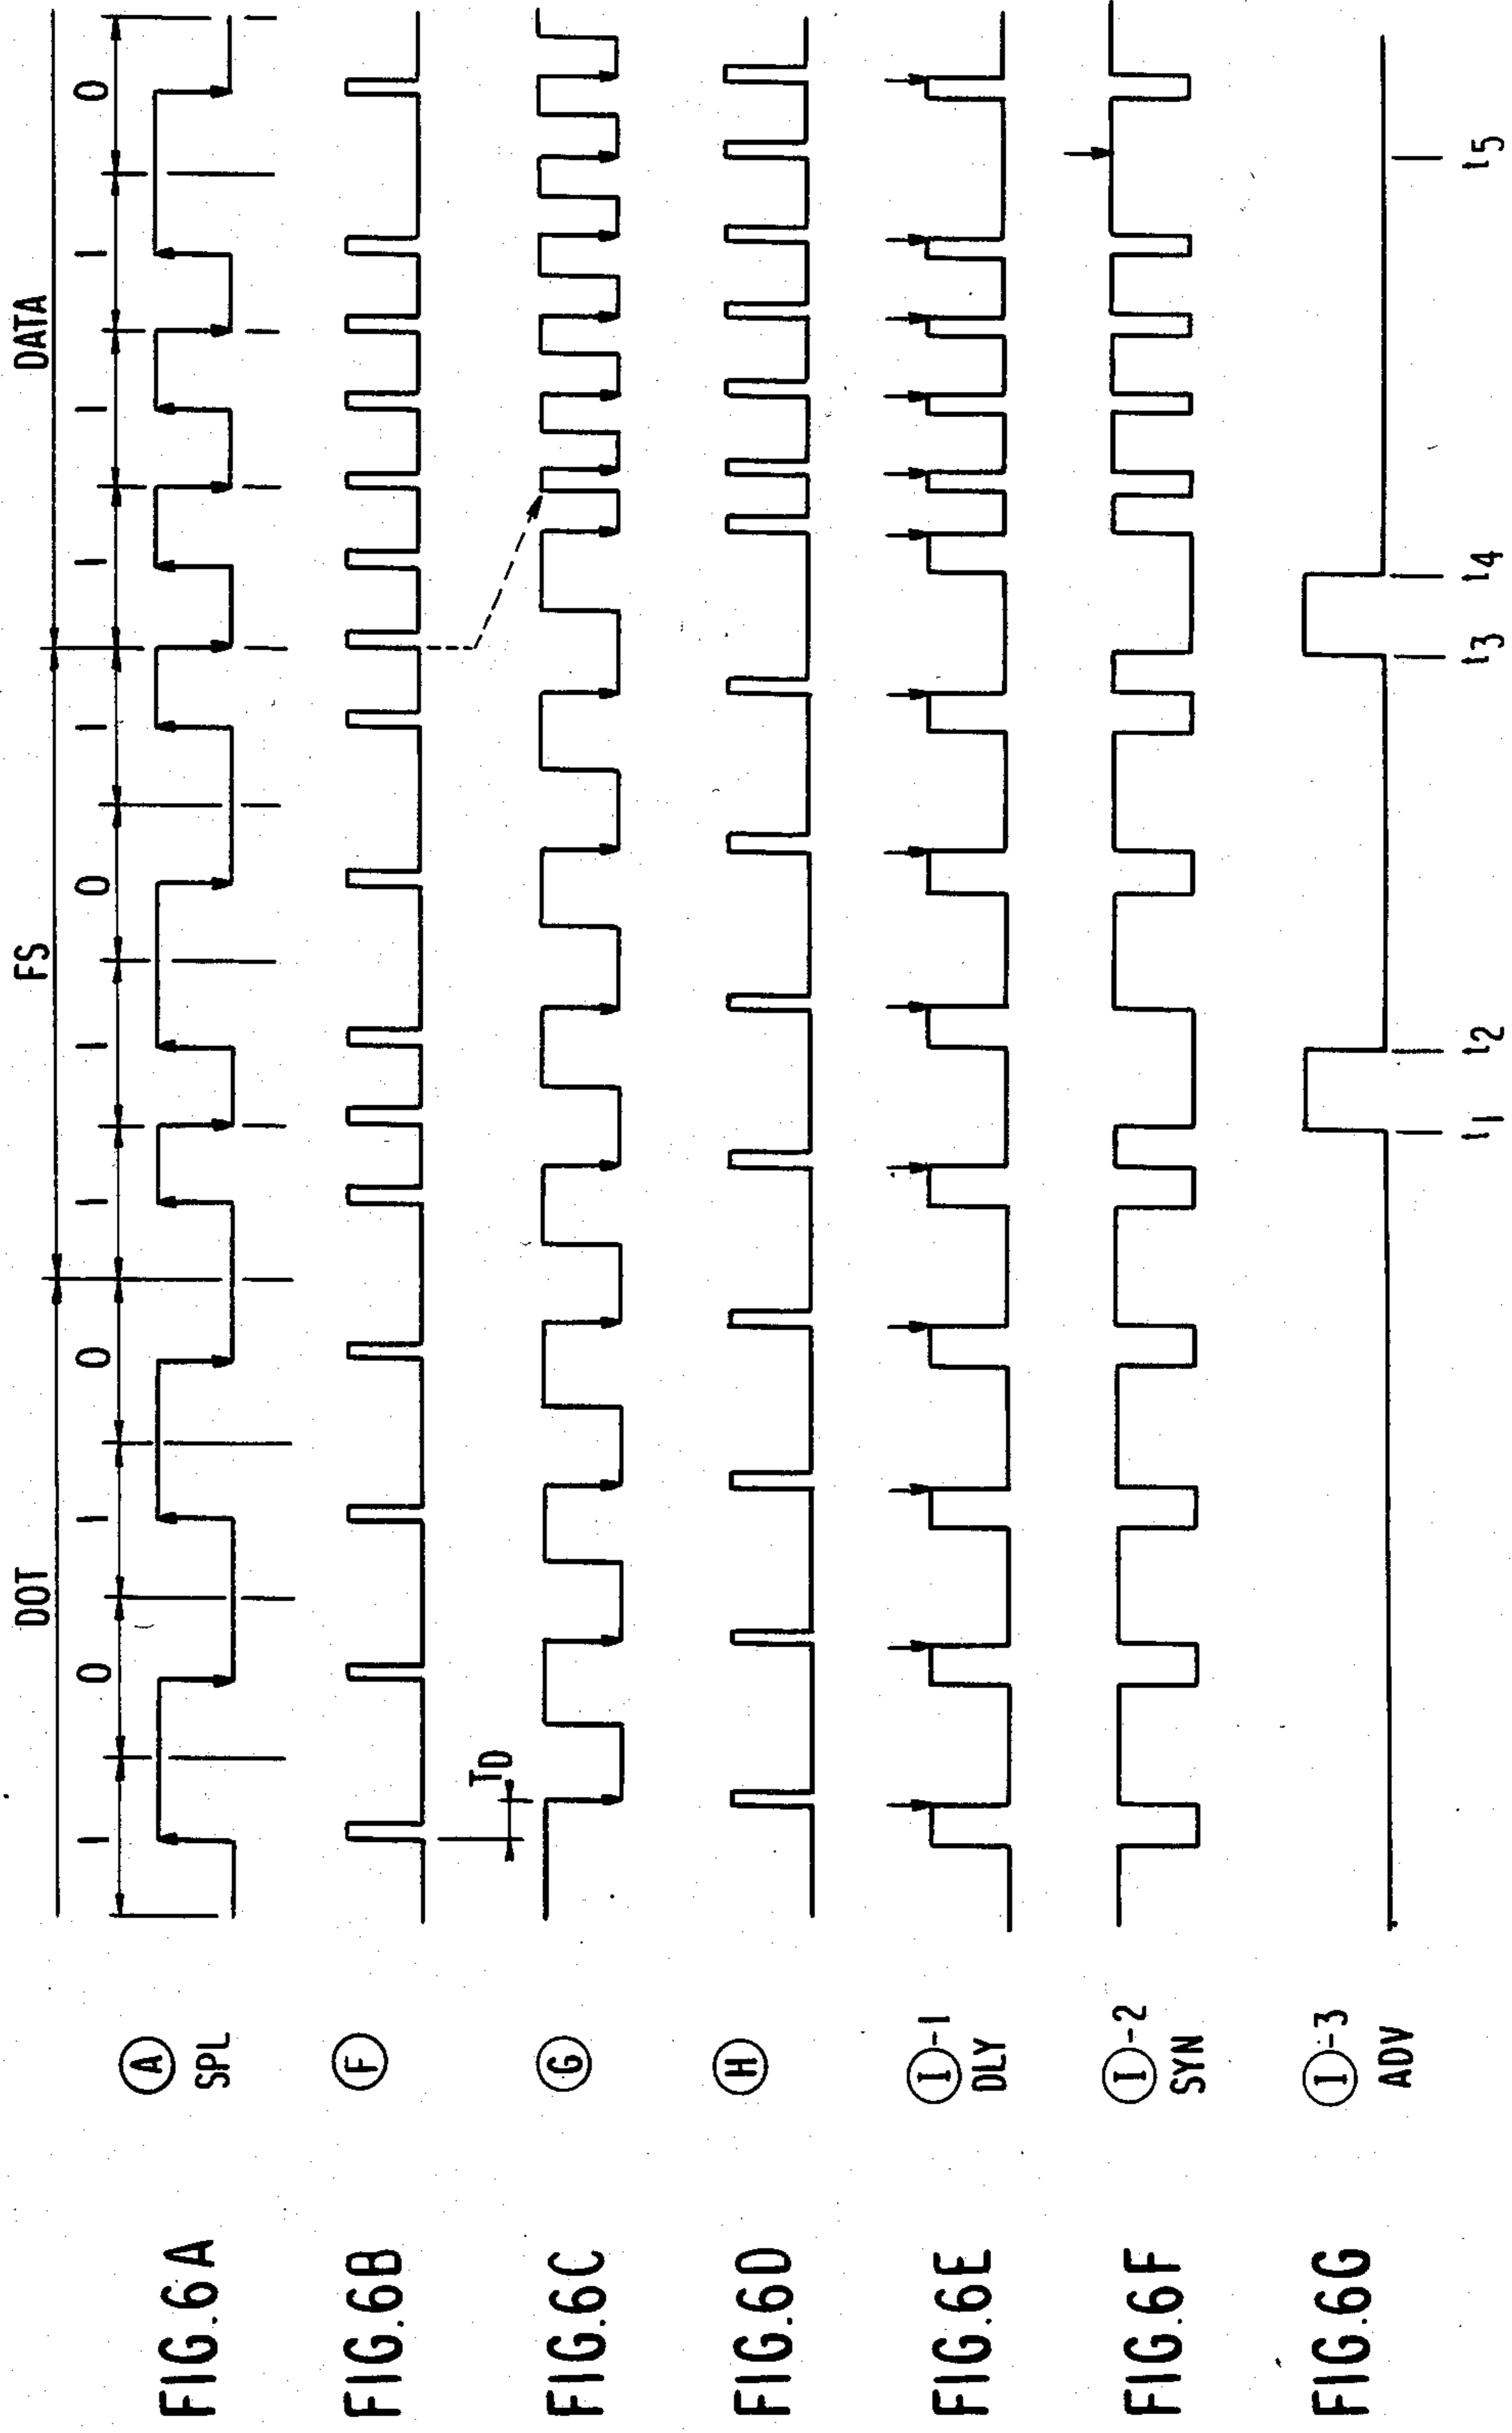 DOT FS DATA
1 0 1 0 1 1 0 1 1 1 1 0
FIG.6A Ⓐ SPL
FIG.6B Ⓕ
TD
FIG.6C Ⓖ
FIG.6D Ⓗ
FIG.6E Ⓘ-1 DLY
FIG.6F Ⓘ-2 SYN
FIG.6G Ⓘ-3 ADV
t1 t2 t3 t4 t5